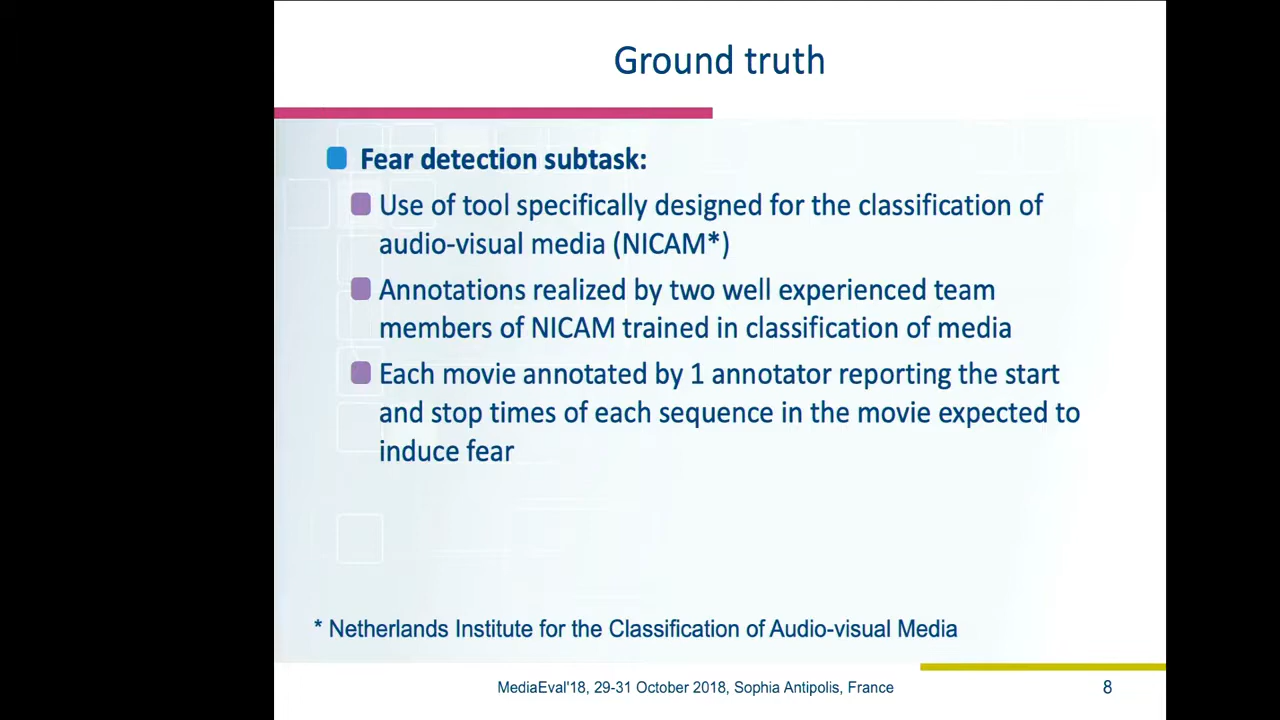 Ground truth
Fear detection subtask:
Use of tool specifically designed for the classification of
audio-visual media (NICAM*)
Annotations realized by two well experienced team
members of NICAM trained in classification of media
Each movie annotated by 1 annotator reporting the start
and stop times of each sequence in the movie expected to
induce fear
* Netherlands Institute for the Classification of Audio-visual Media
MediaEval'18, 29-31 October 2018, Sophia Antipolis, France
8